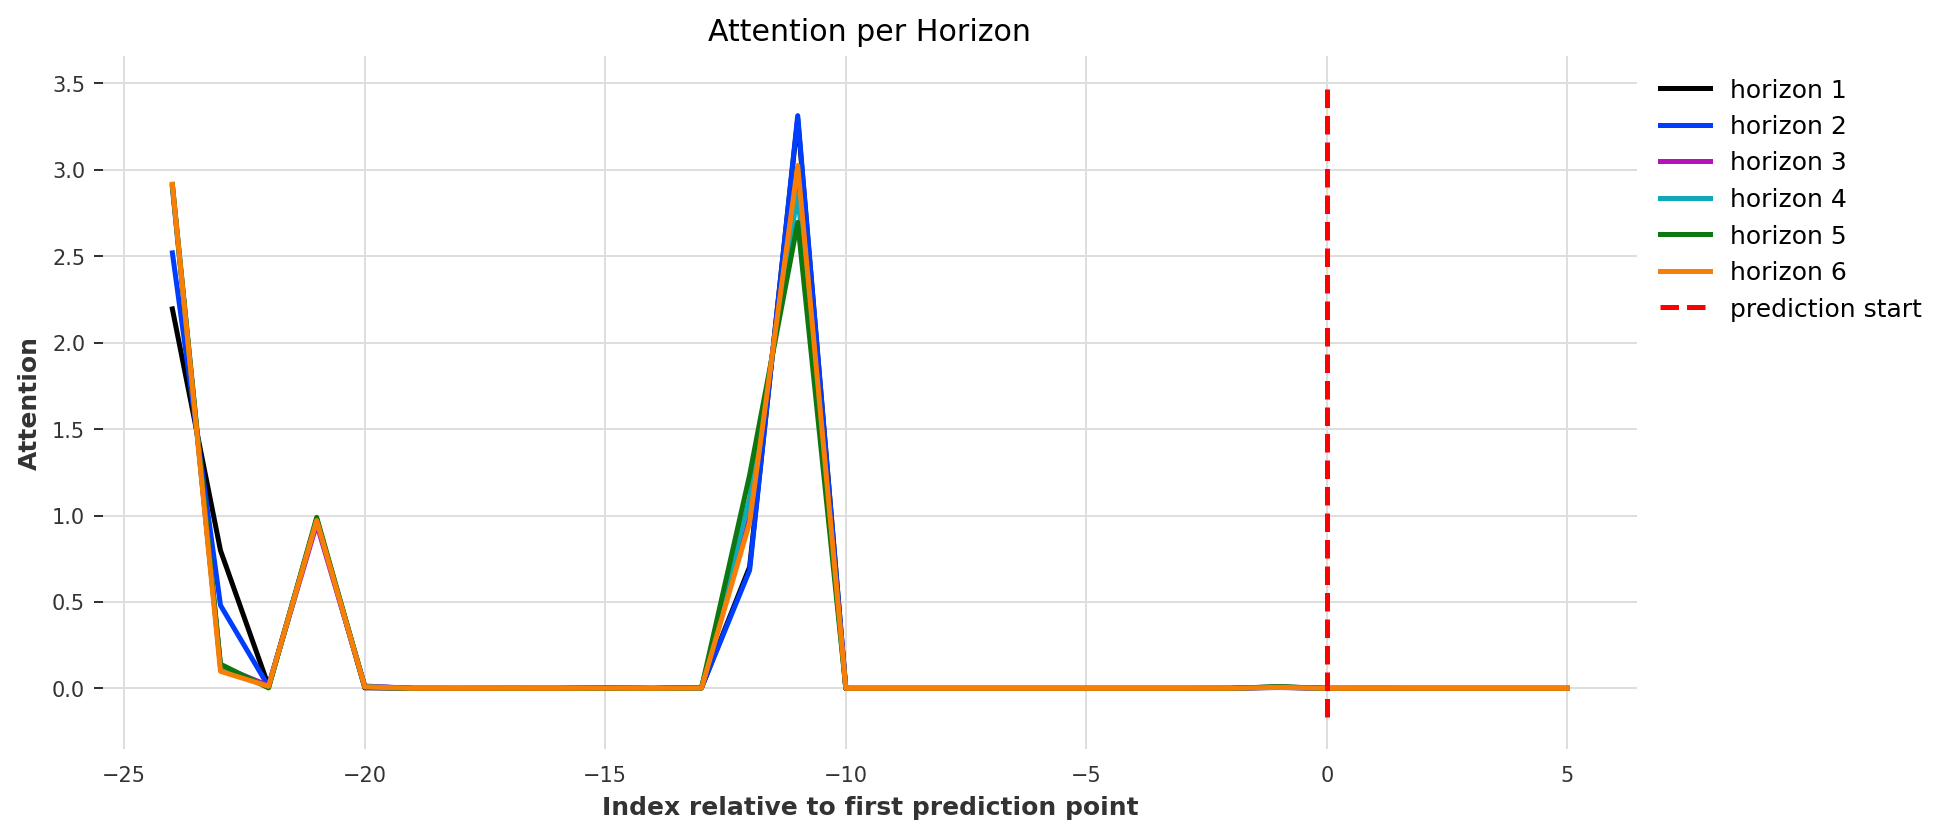 Attention per Horizon
3.5
3.0
2.5
2.0
1.5
1.0
0.5
0.0
Attention
−25
−20
−15
−10
−5
0
5
Index relative to first prediction point
horizon 1
horizon 2
horizon 3
horizon 4
horizon 5
horizon 6
prediction start